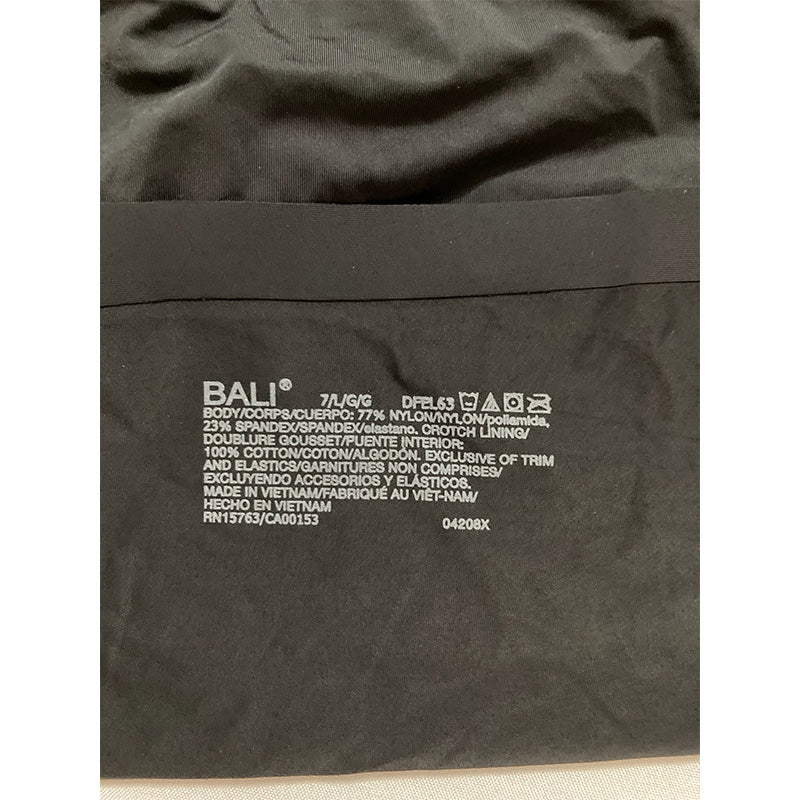 BALI® 7/L/G/G DFEL63
BODY/CORPS/CUERPO: 77% NYLON/NYLON/poliamida,
23% SPANDEX/SPANDEX/elastano. CROTCH LINING/
DOUBLURE GOUSSET/PUENTE INTERIOR:
100% COTTON/COTON/ALGODÓN. EXCLUSIVE OF TRIM
AND ELASTICS/GARNITURES NON COMPRISES/
EXCLUYENDO ACCESORIOS Y ELÁSTICOS.
MADE IN VIETNAM/FABRIQUÉ AU VIÊT-NAM/
HECHO EN VIETNAM
RN15763/CA00153 04208X